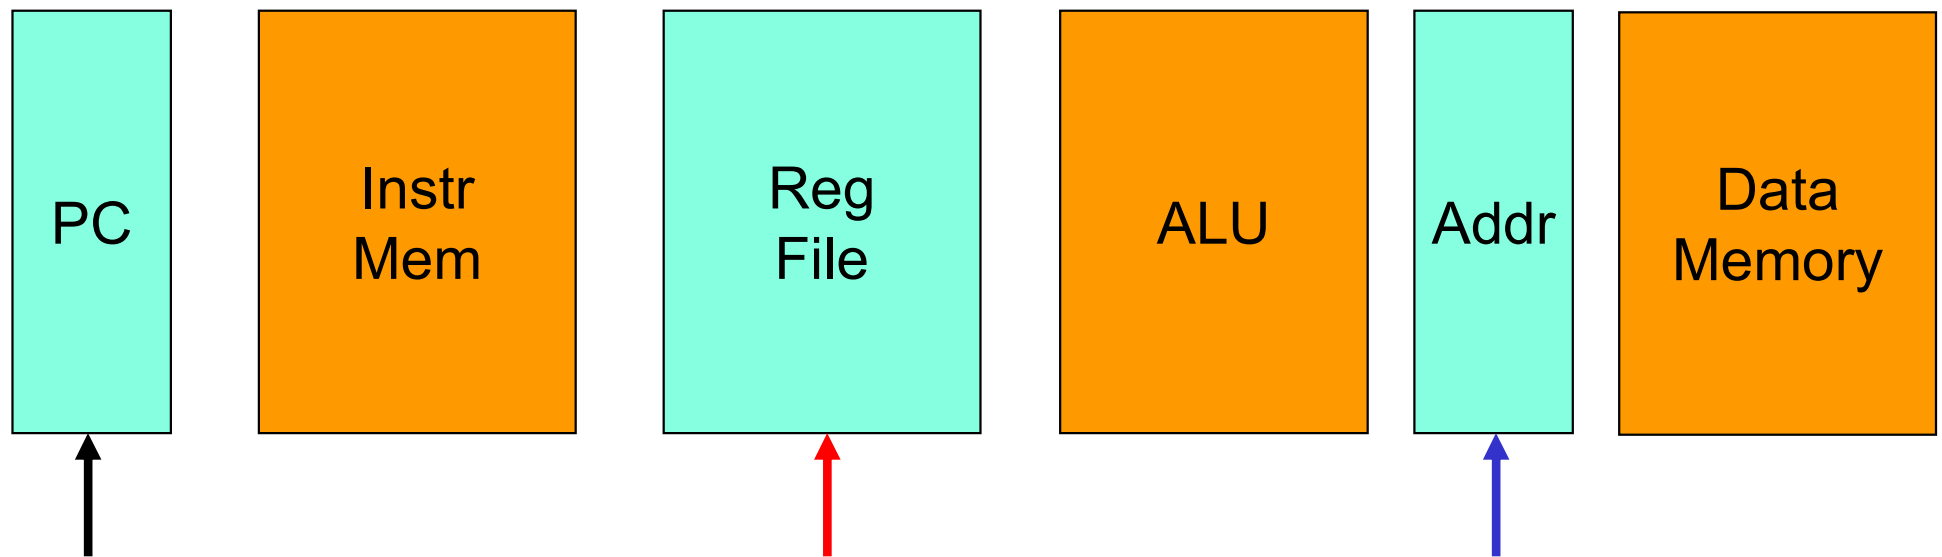 PC
Instr
Mem
Reg
File
ALU
Addr
Data
Memory